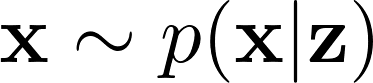 𝐱 ∼ p(𝐱|𝐳)